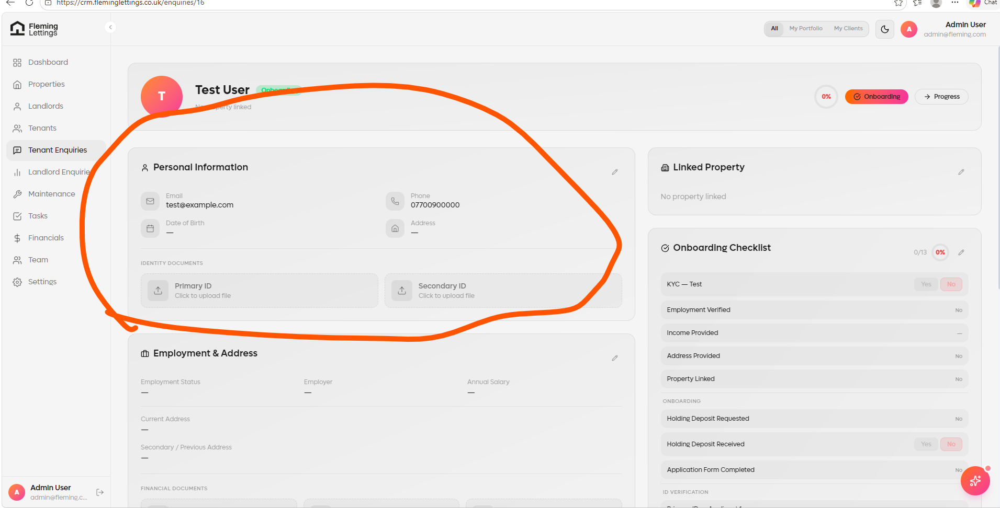 https://crm.fleminglettings.co.uk/enquiries/16
Chat
Fleming
Lettings
All
My Portfolio
My Clients
A
Admin User
admin@fleming.com
Dashboard
Properties
Landlords
Tenants
Tenant Enquiries
Landlord Enquirie
Maintenance
Tasks
Financials
Team
Settings
T
Test User
Onboarding
No property linked
0%
Onboarding
Progress
Personal Information
Email
test@example.com
Phone
07700900000
Date of Birth
—
Address
—
IDENTITY DOCUMENTS
Primary ID
Click to upload file
Secondary ID
Click to upload file
Employment & Address
Employment Status
—
Employer
—
Annual Salary
—
Current Address
—
Secondary / Previous Address
—
FINANCIAL DOCUMENTS
Linked Property
No property linked
Onboarding Checklist
0/13
0%
KYC — Test
Yes
No
Employment Verified
No
Income Provided
—
Address Provided
No
Property Linked
No
ONBOARDING
Holding Deposit Requested
No
Holding Deposit Received
Yes
No
Application Form Completed
No
ID VERIFICATION
A
Admin User
admin@fleming.c...